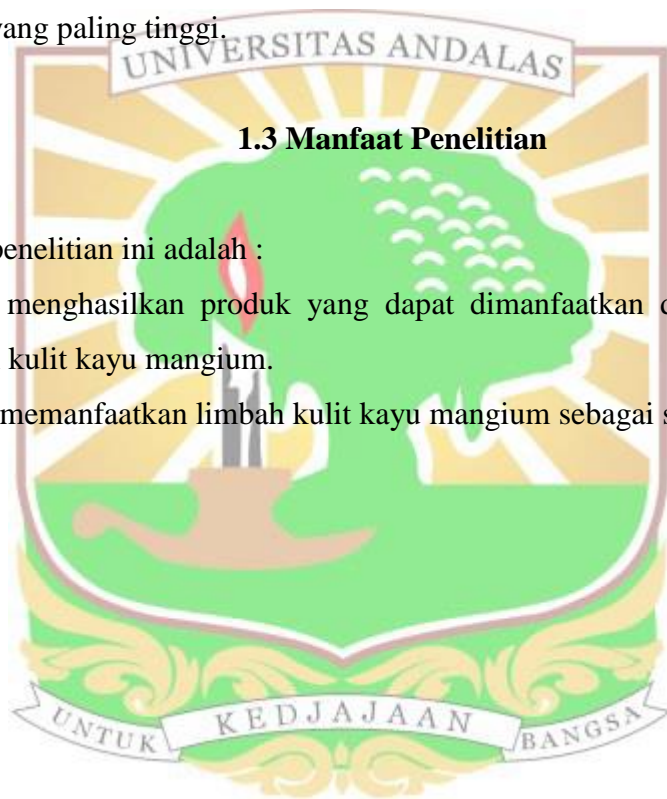 yang paling tinggi.
UNIVERSITAS ANDALAS
1.3 Manfaat Penelitian
penelitian ini adalah :
menghasilkan produk yang dapat dimanfaatkan
kulit kayu mangium.
memanfaatkan limbah kulit kayu mangium sebagai
UNTUK KEDJAJAAN BANGSA